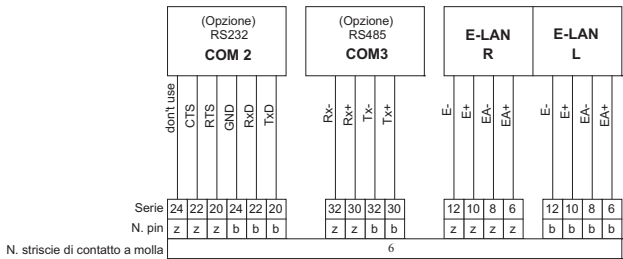 (Opzione)
RS232
COM 2
(Opzione)
RS485
COM3
E-LAN
R
E-LAN
L
don't use
CTS
RTS
GND
RxD
TxD
Rx-
Rx+
Tx-
Tx+
E-
E+
EA-
EA+
E-
E+
EA-
EA+
Serie 24 22 20 24 22 20 32 30 32 30 12 10 8 6 12 10 8 6
N. pin z z z b b b z z b b z z z z b b b b
N. striscie di contatto a molla 6